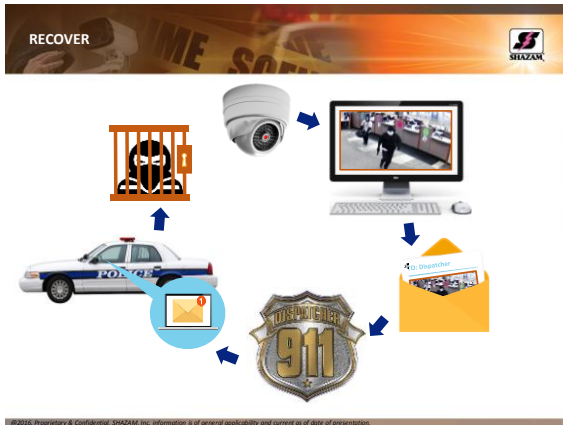 RECOVER
SHAZAM
TO: Dispatcher
POLICE
1
DISPATCHER
911
©2016. Proprietary & Confidential. SHAZAM, Inc. information is of general applicability and current as of date of presentation.